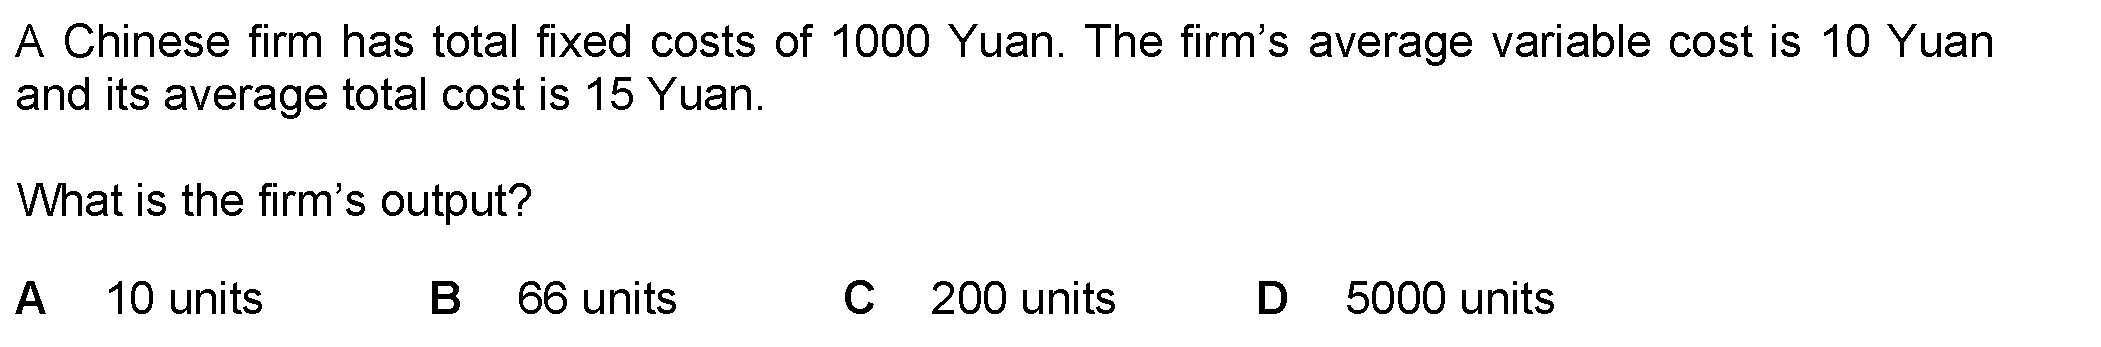 A Chinese firm has total fixed costs of 1000 Yuan. The firm’s average variable cost is 10 Yuan
and its average total cost is 15 Yuan.
What is the firm’s output?
A 10 units B 66 units C 200 units D 5000 units